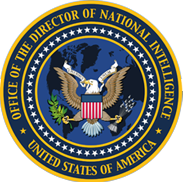 OFFICE OF THE DIRECTOR OF NATIONAL INTELLIGENCE
UNITED STATES OF AMERICA